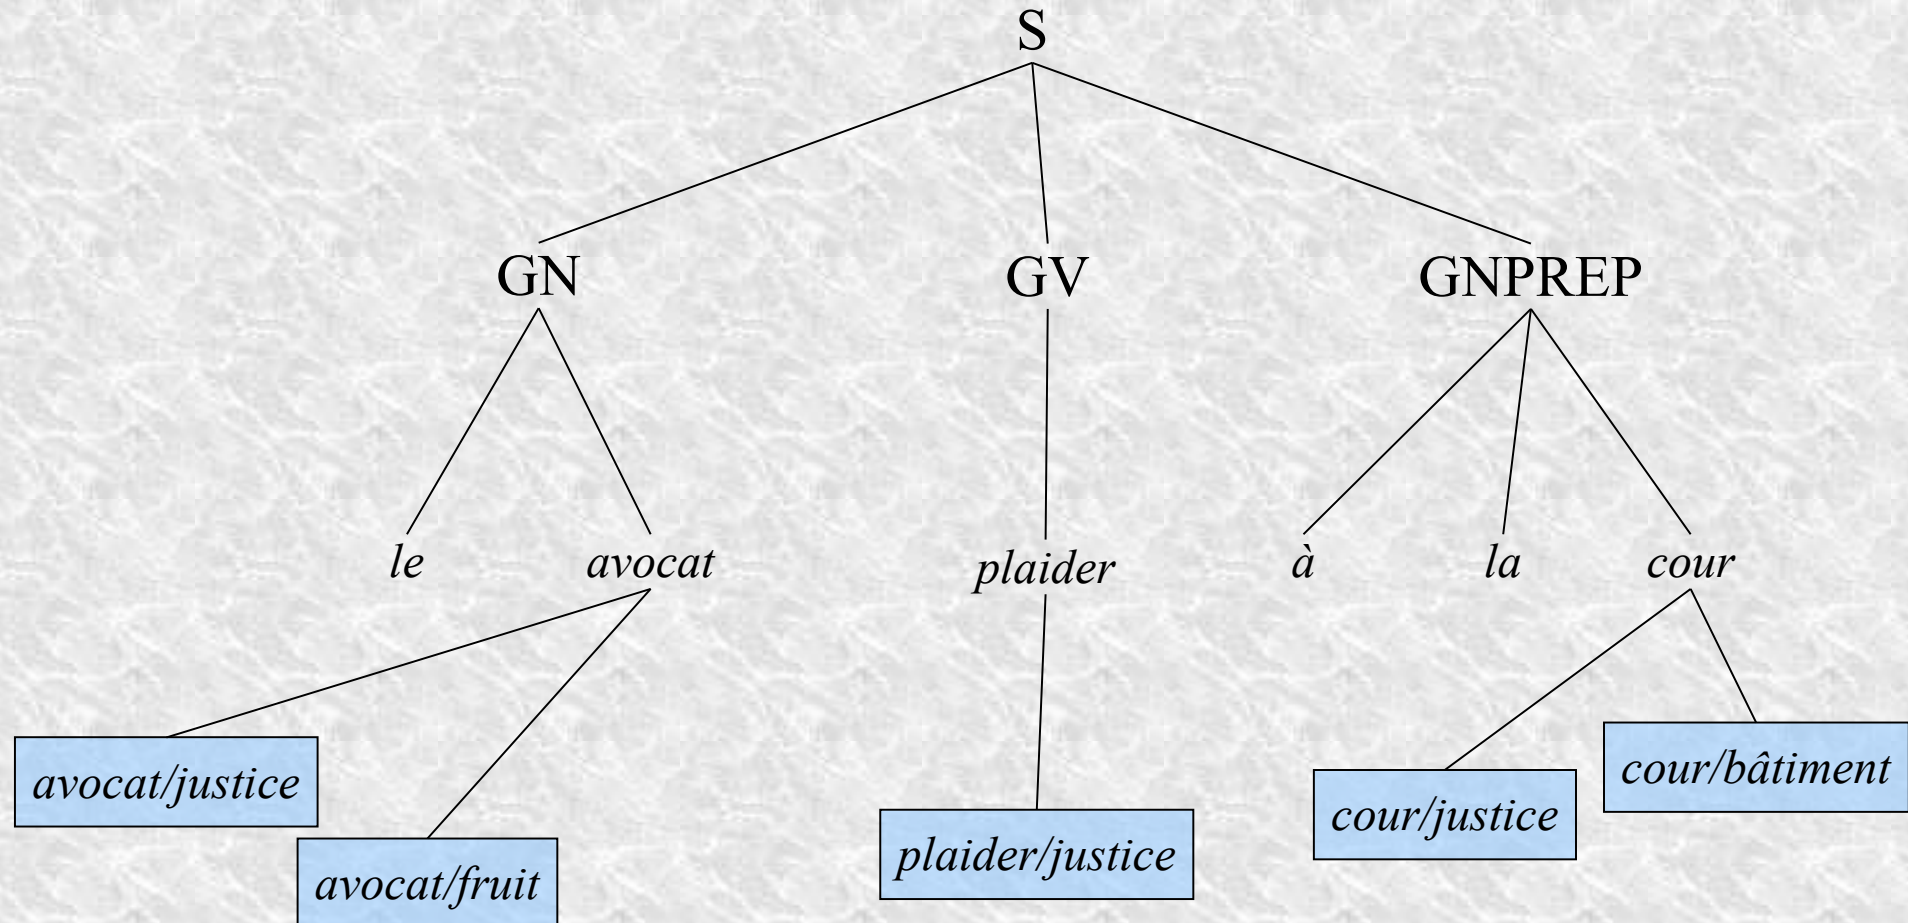 S
GN
GV
GNPREP
le
avocat
plaider
à
la
cour
avocat/justice
avocat/fruit
plaider/justice
cour/justice
cour/bâtiment